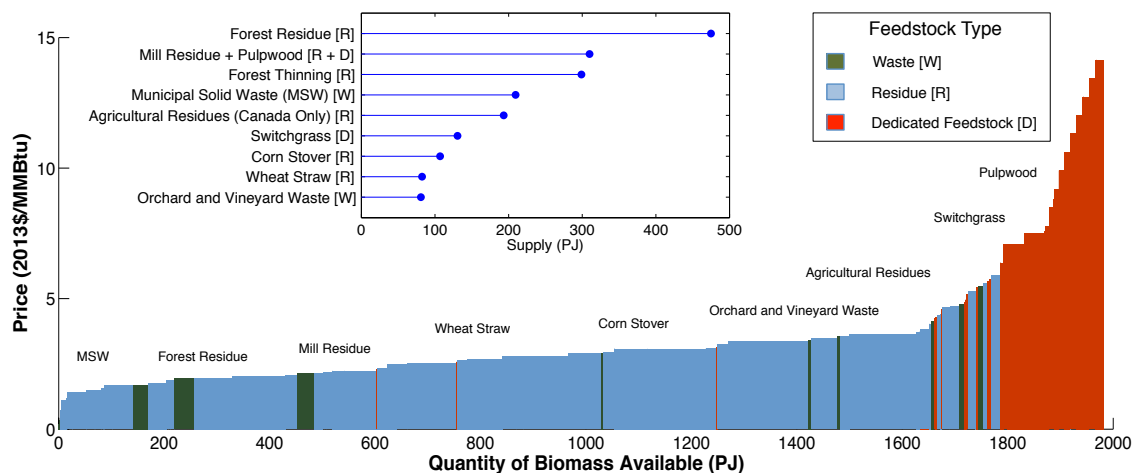 Forest Residue [R]
Mill Residue + Pulpwood [R + D]
Forest Thinning [R]
Municipal Solid Waste (MSW) [W]
Agricultural Residues (Canada Only) [R]
Switchgrass [D]
Corn Stover [R]
Wheat Straw [R]
Orchard and Vineyard Waste [W]
0 100 200 300 400 500
Supply (PJ)
Feedstock Type
Waste [W]
Residue [R]
Dedicated Feedstock [D]
15
10
5
0
Price (2013$/MMBtu)
Pulpwood
Switchgrass
Agricultural Residues
Orchard and Vineyard Waste
Corn Stover
Wheat Straw
Mill Residue
Forest Residue
MSW
0 200 400 600 800 1000 1200 1400 1600 1800 2000
Quantity of Biomass Available (PJ)